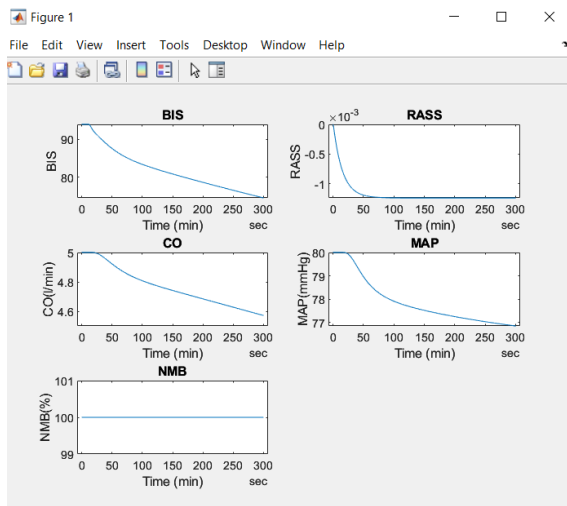 Figure 1
File Edit View Insert Tools Desktop Window Help
BIS
90
80
BIS
0 50 100 150 200 250 300
Time (min) sec
RASS
×10⁻³
0
-0.5
-1
RASS
0 50 100 150 200 250 300
Time (min) sec
CO
5
4.8
4.6
CO(l/min)
0 50 100 150 200 250 300
Time (min) sec
MAP
80
79
78
77
MAP(mmHg)
0 50 100 150 200 250 300
Time (min) sec
NMB
101
100
99
NMB(%)
0 50 100 150 200 250 300
Time (min) sec